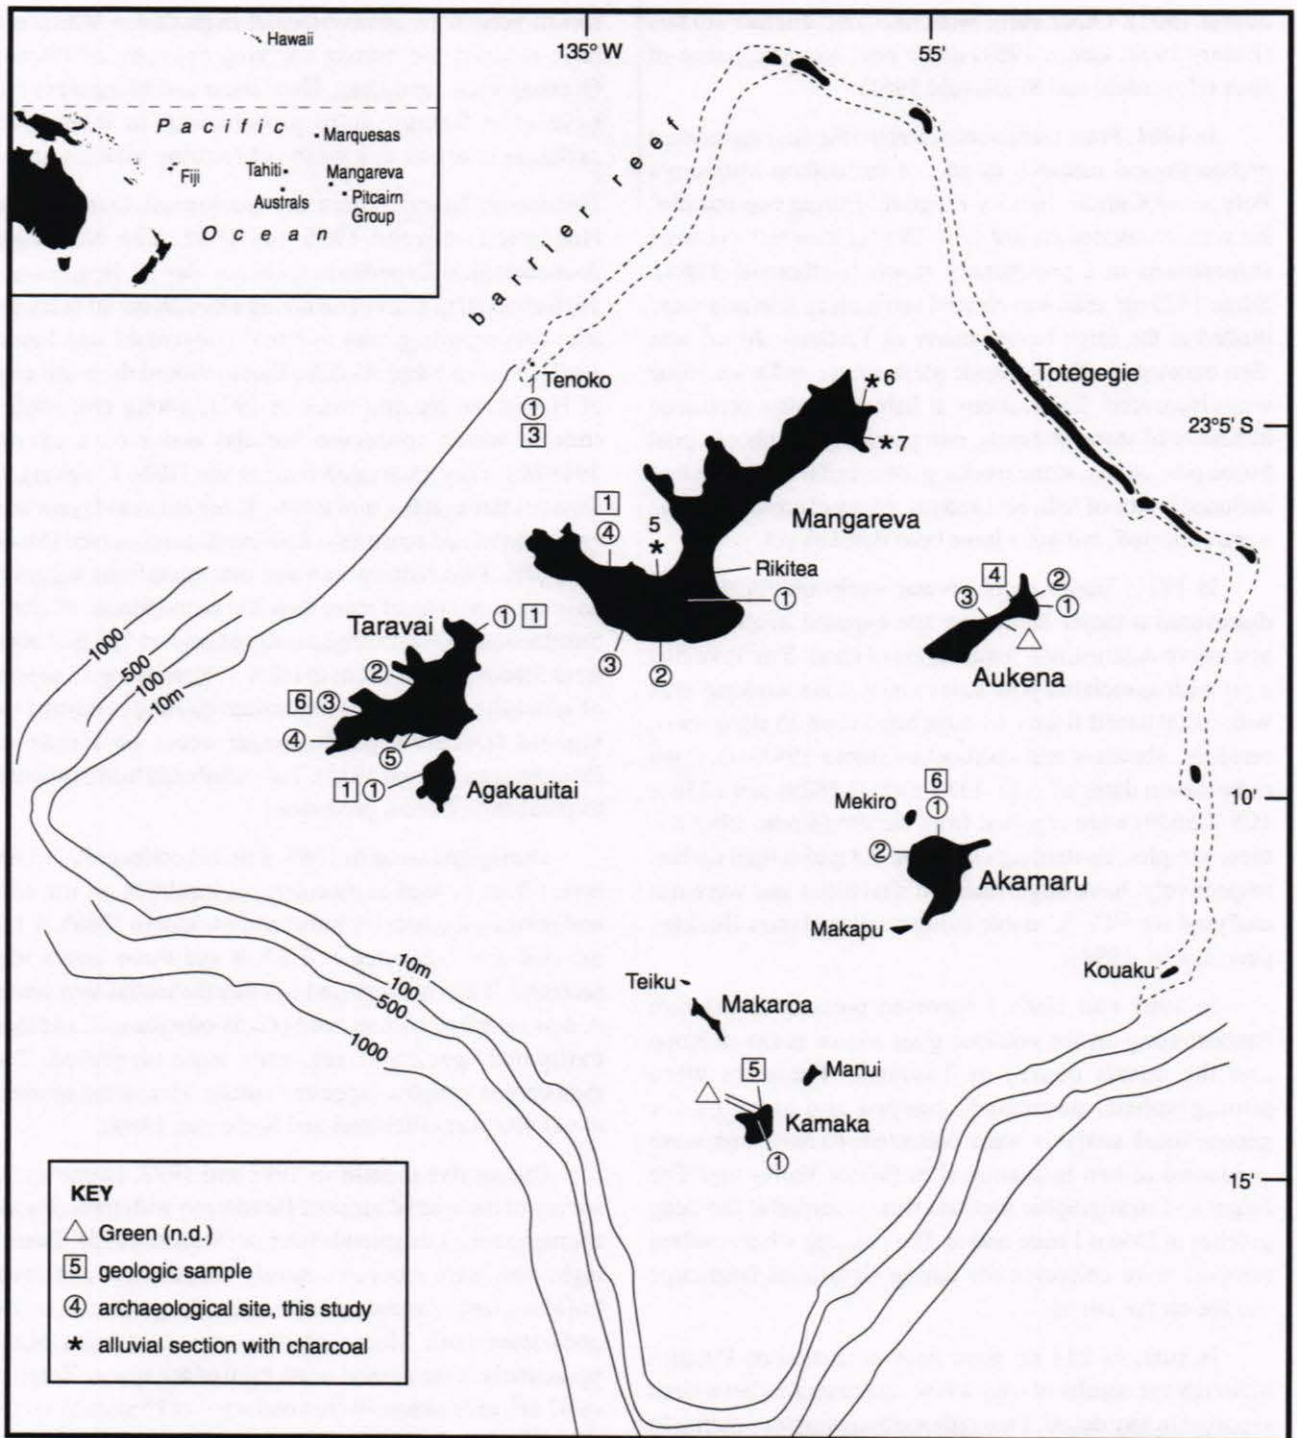 Hawaii
135° W
55'
Pacific
Marquesas
Fiji
Tahiti
Mangareva
Australs
Pitcairn
Group
Ocean
barrier reef
Tenoko
1
3
Totegegie
* 6
23°5' S
* 7
1
4
5
*
Mangareva
Rikitea
1
3
2
4
3
2
1
Aukena
Taravai
1 1
2
6 3
4
5
1 1
Agakauitai
1000
500
100
10m
6
1
Mekiro
10'
2
Akamaru
Makapu
Kouaku
Teiku
Makaroa
Manui
5
Kamaka
1
10m
100
500
1000
15'
KEY
△ Green (n.d.)
5 geologic sample
④ archaeological site, this study
* alluvial section with charcoal